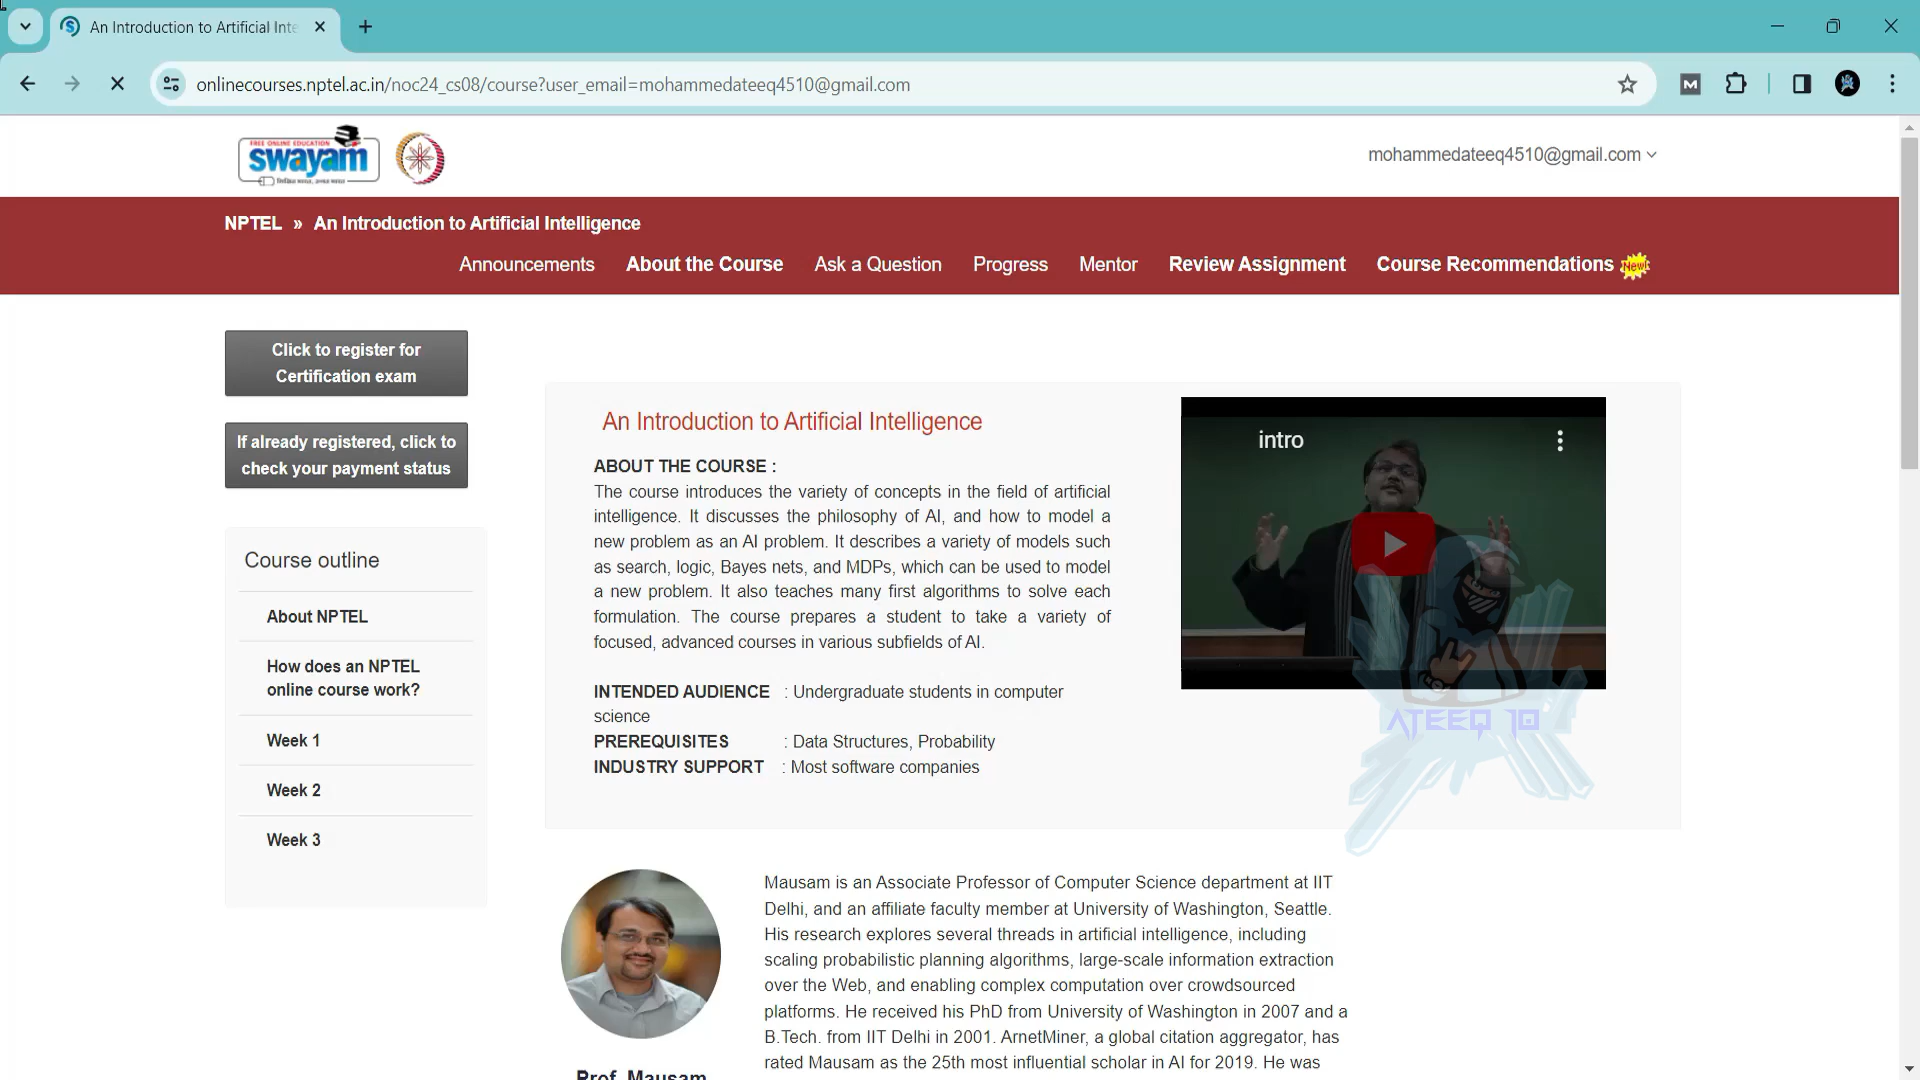 An Introduction to Artificial Inte
onlinecourses.nptel.ac.in/noc24_cs08/course?user_email=mohammedateeq4510@gmail.com
FREE ONLINE EDUCATION
swayam
mohammedateeq4510@gmail.com
NPTEL » An Introduction to Artificial Intelligence
Announcements About the Course Ask a Question Progress Mentor Review Assignment Course Recommendations New!
Click to register for
Certification exam
If already registered, click to
check your payment status
Course outline
About NPTEL
How does an NPTEL
online course work?
Week 1
Week 2
Week 3
An Introduction to Artificial Intelligence
ABOUT THE COURSE :
The course introduces the variety of concepts in the field of artificial
intelligence. It discusses the philosophy of AI, and how to model a
new problem as an AI problem. It describes a variety of models such
as search, logic, Bayes nets, and MDPs, which can be used to model
a new problem. It also teaches many first algorithms to solve each
formulation. The course prepares a student to take a variety of
focused, advanced courses in various subfields of AI.
INTENDED AUDIENCE : Undergraduate students in computer
science
PREREQUISITES : Data Structures, Probability
INDUSTRY SUPPORT : Most software companies
intro
ATEEQ 10
Mausam is an Associate Professor of Computer Science department at IIT
Delhi, and an affiliate faculty member at University of Washington, Seattle.
His research explores several threads in artificial intelligence, including
scaling probabilistic planning algorithms, large-scale information extraction
over the Web, and enabling complex computation over crowdsourced
platforms. He received his PhD from University of Washington in 2007 and a
B.Tech. from IIT Delhi in 2001. ArnetMiner, a global citation aggregator, has
rated Mausam as the 25th most influential scholar in AI for 2019. He was
Prof. Mausam